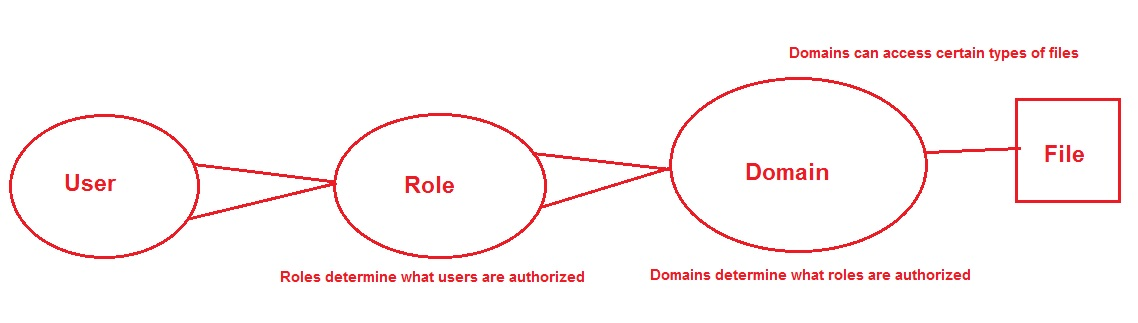 Domains can access certain types of files
User
Role
Domain
File
Roles determine what users are authorized
Domains determine what roles are authorized